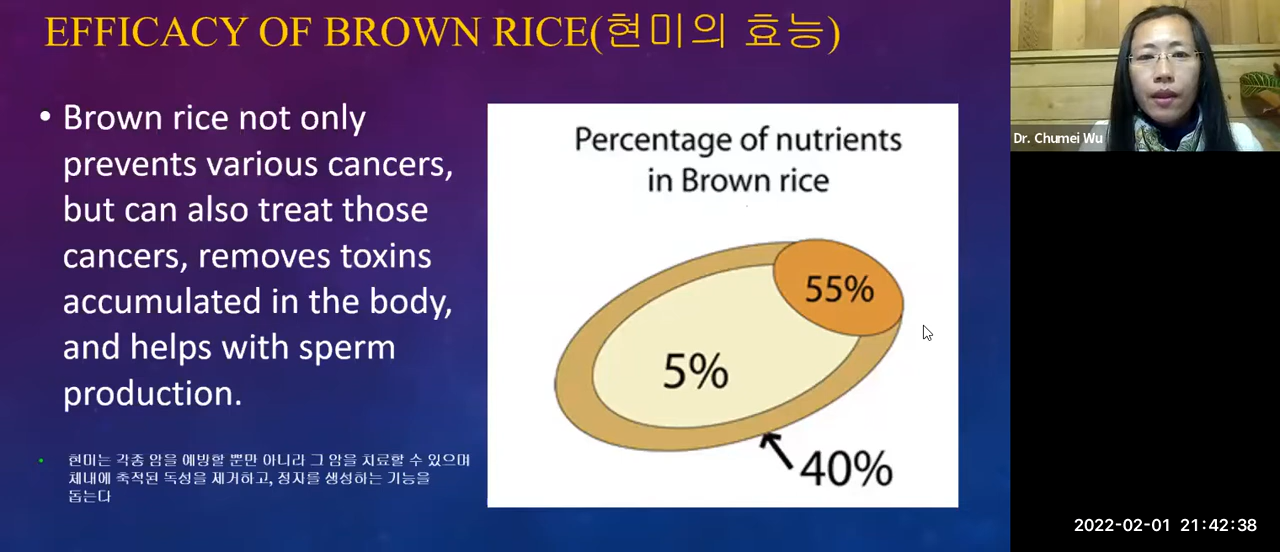 EFFICACY OF BROWN RICE(현미의 효능)
• Brown rice not only
prevents various cancers,
but can also treat those
cancers, removes toxins
accumulated in the body,
and helps with sperm
production.
• 현미는 각종 암을 예방할 뿐만 아니라 그 암을 치료할 수 있으며
체내에 축적된 독성을 제거하고, 정자를 생성하는 기능을
돕는다
Percentage of nutrients
in Brown rice
55%
5%
40%
Dr. Chumei Wu
2022-02-01 21:42:38